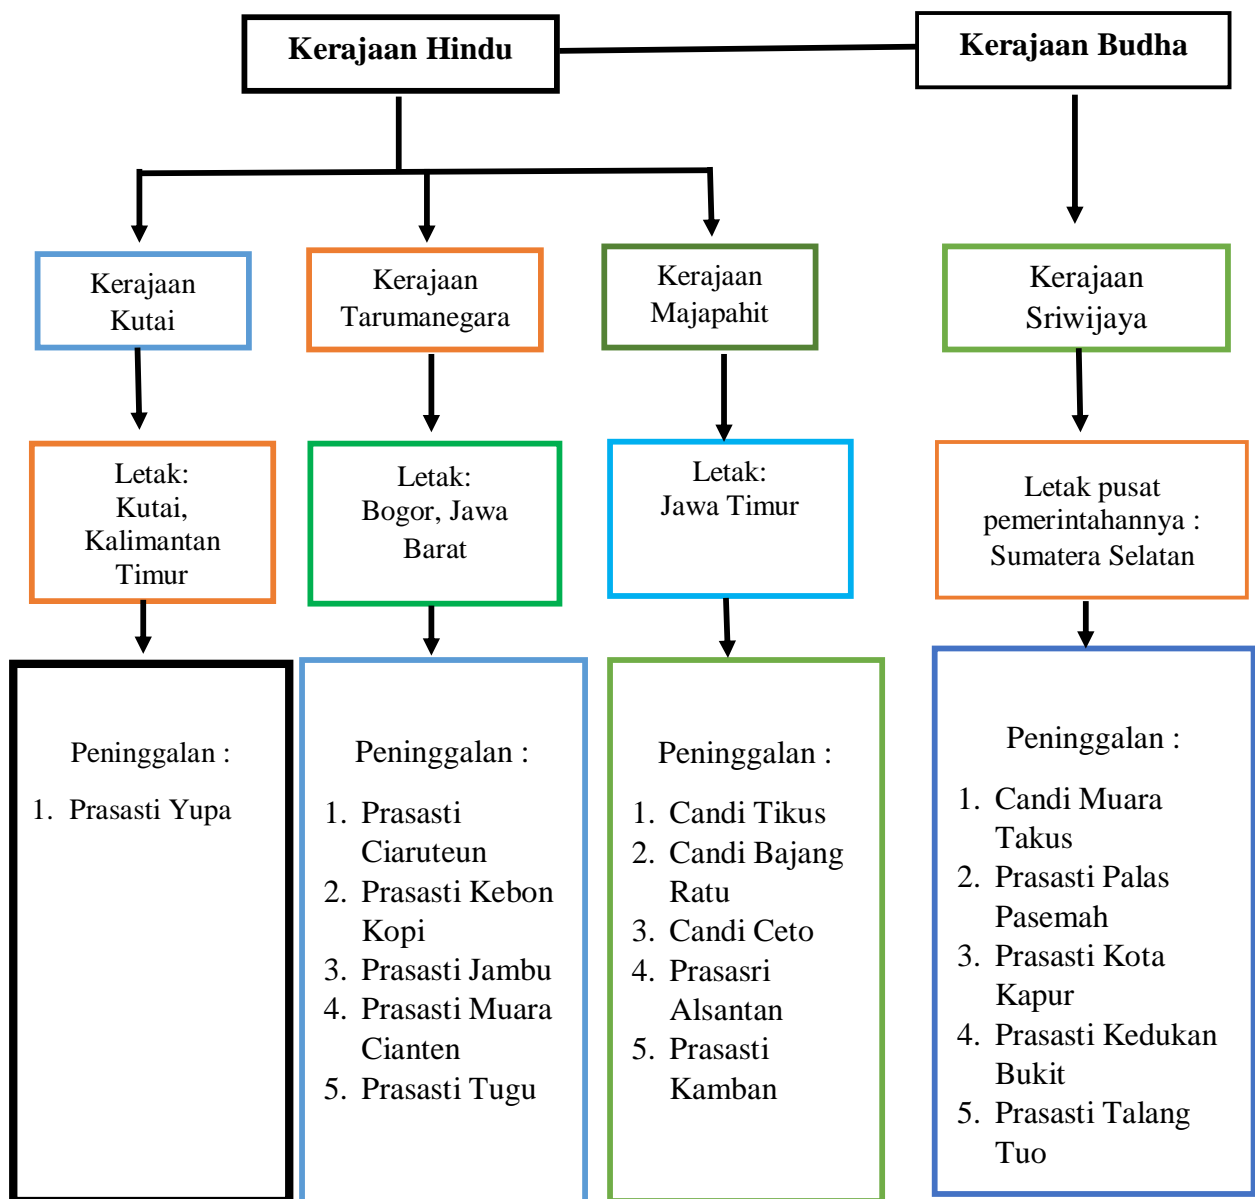 Kerajaan Hindu
Kerajaan Budha
Kerajaan
Kutai
Kerajaan
Tarumanegara
Kerajaan
Majapahit
Kerajaan
Sriwijaya
Letak:
Kutai,
Kalimantan
Timur
Letak:
Bogor, Jawa
Barat
Letak:
Jawa Timur
Letak pusat
pemerintahannya :
Sumatera Selatan
Peninggalan :
1. Prasasti Yupa
Peninggalan :
1. Prasasti
Ciaruteun
2. Prasasti Kebon
Kopi
3. Prasasti Jambu
4. Prasasti Muara
Cianten
5. Prasasti Tugu
Peninggalan :
1. Candi Tikus
2. Candi Bajang
Ratu
3. Candi Ceto
4. Prasasri
Alsantan
5. Prasasti
Kamban
Peninggalan :
1. Candi Muara
Takus
2. Prasasti Palas
Pasemah
3. Prasasti Kota
Kapur
4. Prasasti Kedukan
Bukit
5. Prasasti Talang
Tuo